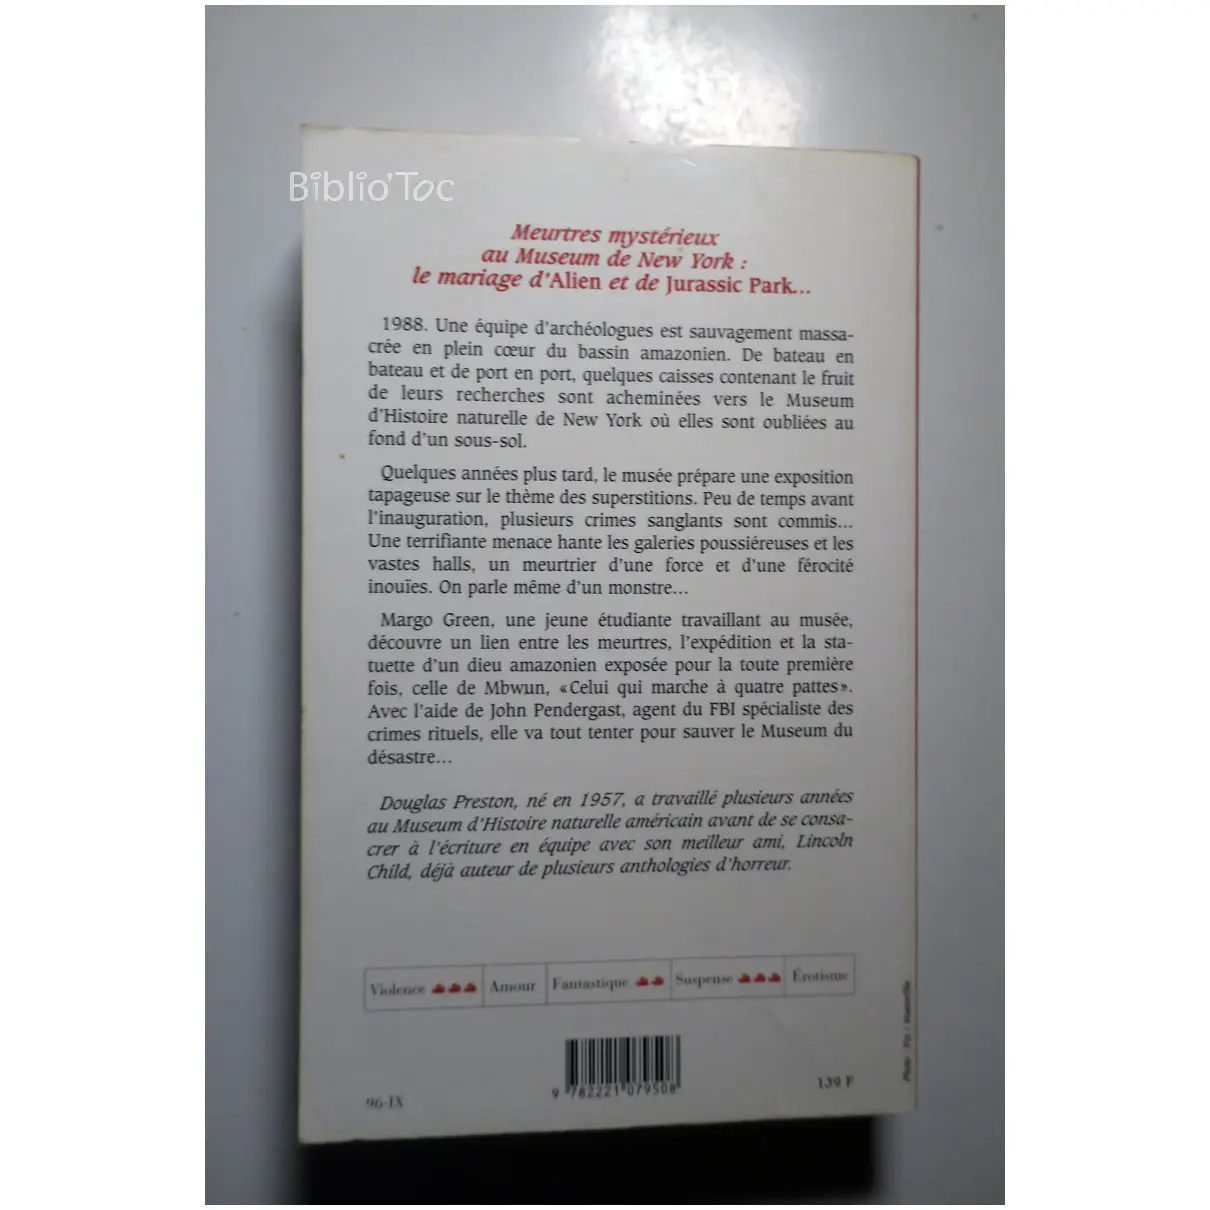 Biblio'Toc
Meurtres mystérieux
au Museum de New York :
le mariage d'Alien et de Jurassic Park...
1988. Une équipe d'archéologues est sauvagement massa-
crée en plein cœur du bassin amazonien. De bateau en
bateau et de port en port, quelques caisses contenant le fruit
de leurs recherches sont acheminées vers le Museum
d'Histoire naturelle de New York où elles sont oubliées au
fond d'un sous-sol.
Quelques années plus tard, le musée prépare une exposition
tapageuse sur le thème des superstitions. Peu de temps avant
l'inauguration, plusieurs crimes sanglants sont commis...
Une terrifiante menace hante les galeries poussiéreuses et les
vastes halls, un meurtrier d'une force et d'une férocité
inouïes. On parle même d'un monstre...
Margo Green, une jeune étudiante travaillant au musée,
découvre un lien entre les meurtres, l'expédition et la sta-
tuette d'un dieu amazonien exposée pour la toute première
fois, celle de Mbwun, «Celui qui marche à quatre pattes».
Avec l'aide de John Pendergast, agent du FBI spécialiste des
crimes rituels, elle va tout tenter pour sauver le Museum du
désastre...
Douglas Preston, né en 1957, a travaillé plusieurs années
au Museum d'Histoire naturelle américain avant de se consa-
crer à l'écriture en équipe avec son meilleur ami, Lincoln
Child, déjà auteur de plusieurs anthologies d'horreur.
Violence Amour Fantastique Suspense Érotisme
9 782221 079508
96-IX
139 F
Photo